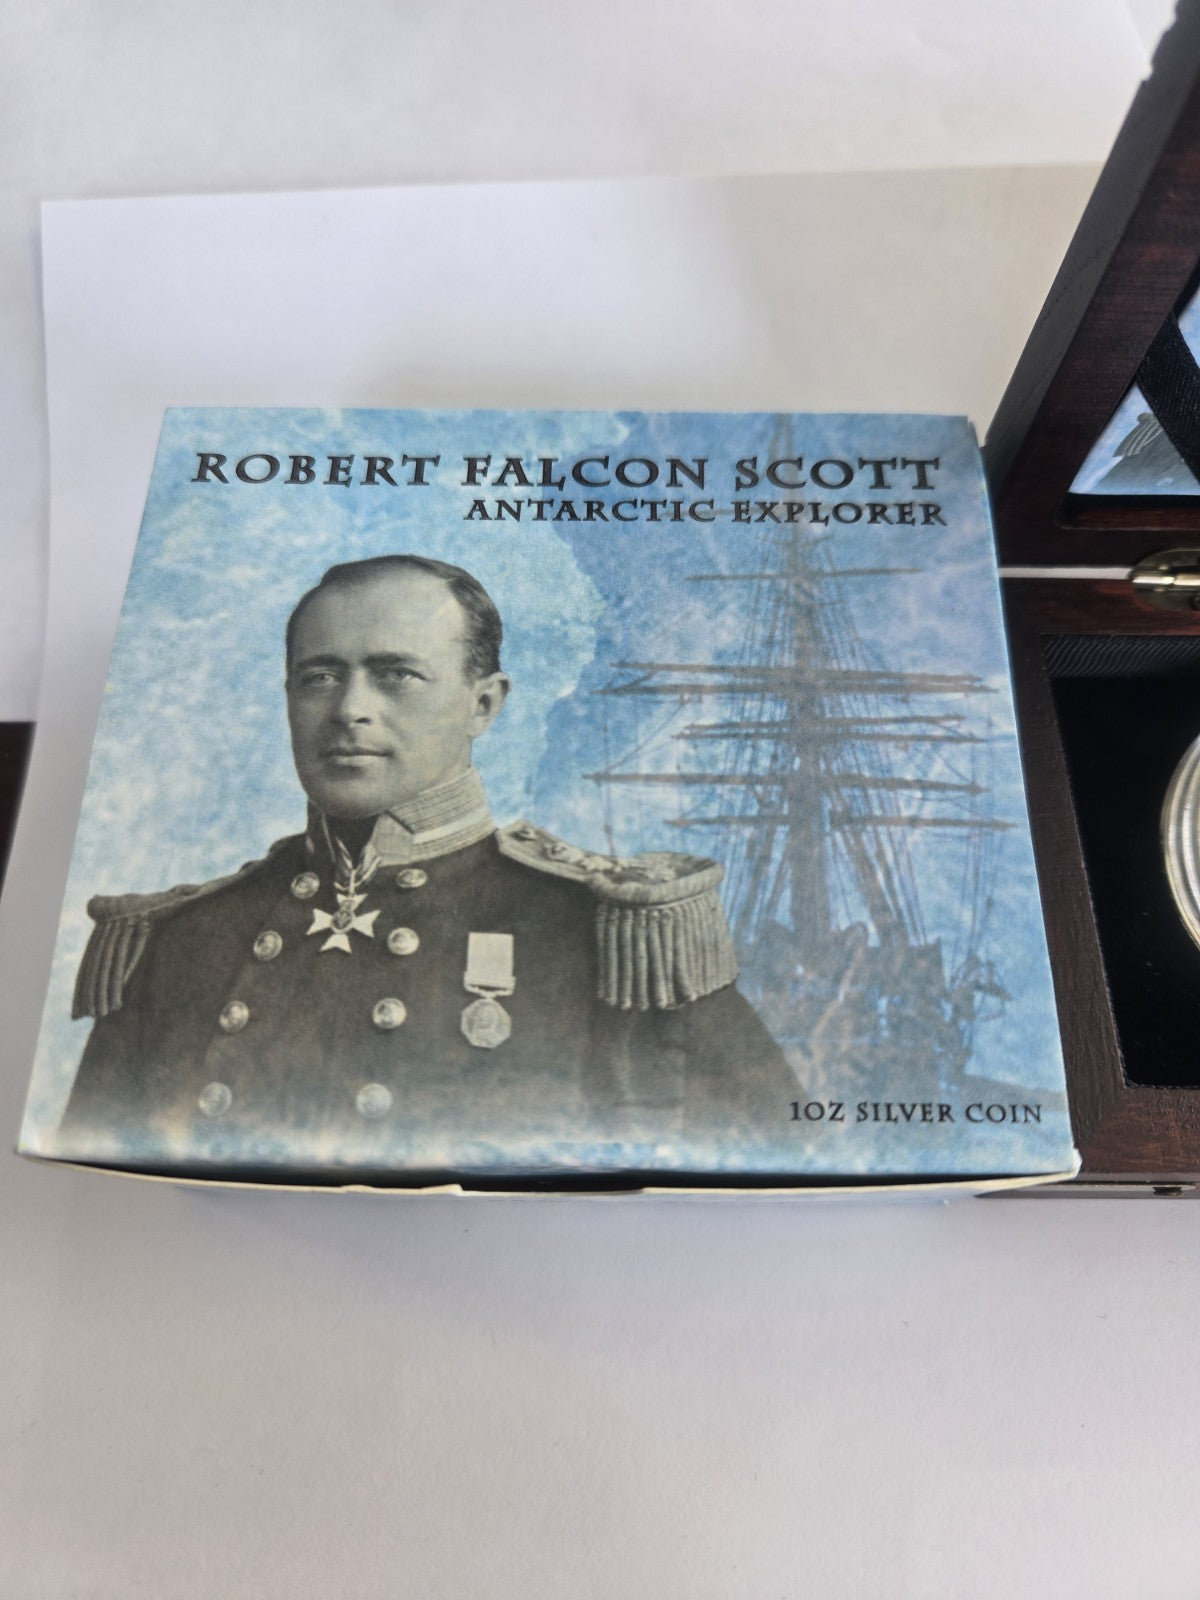 ROBERT FALCON SCOTT
ANTARCTIC EXPLORER
1OZ SILVER COIN